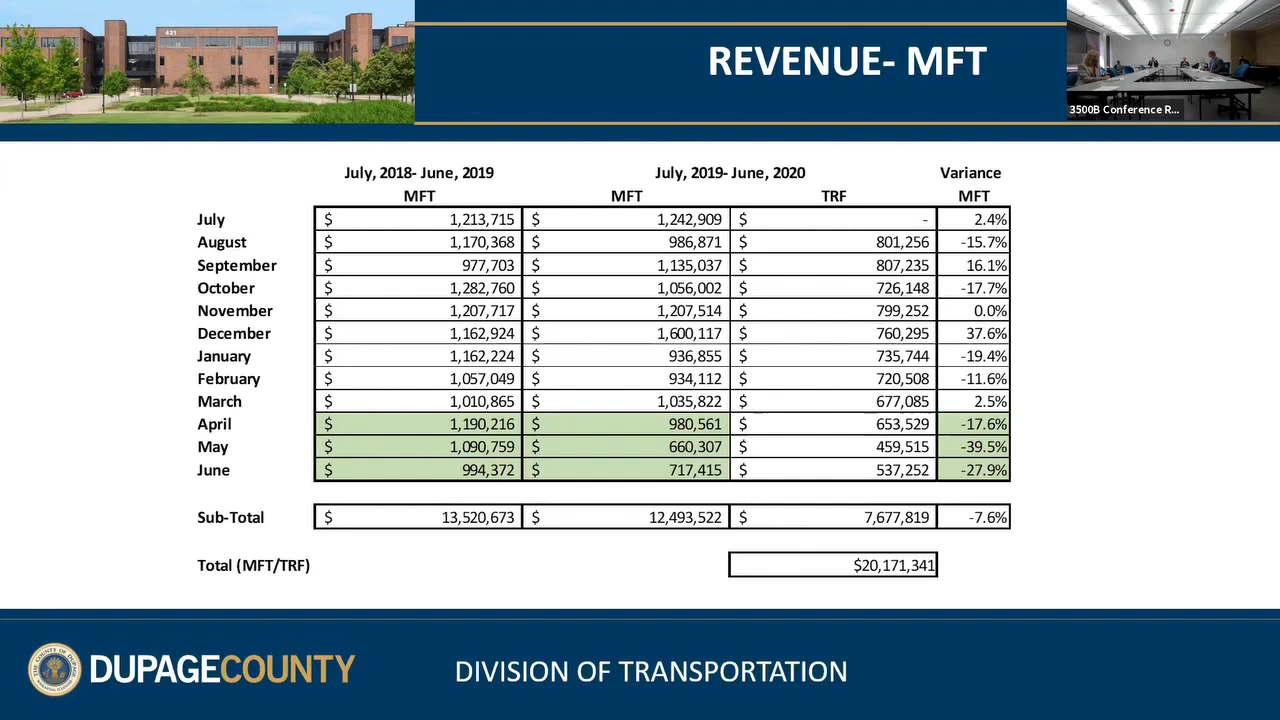 421
REVENUE- MFT
3500B Conference R...
July, 2018- June, 2019 July, 2019- June, 2020 Variance
MFT MFT TRF MFT
July $ 1,213,715 $ 1,242,909 $ - 2.4%
August $ 1,170,368 $ 986,871 $ 801,256 -15.7%
September $ 977,703 $ 1,135,037 $ 807,235 16.1%
October $ 1,282,760 $ 1,056,002 $ 726,148 -17.7%
November $ 1,207,717 $ 1,207,514 $ 799,252 0.0%
December $ 1,162,924 $ 1,600,117 $ 760,295 37.6%
January $ 1,162,224 $ 936,855 $ 735,744 -19.4%
February $ 1,057,049 $ 934,112 $ 720,508 -11.6%
March $ 1,010,865 $ 1,035,822 $ 677,085 2.5%
April $ 1,190,216 $ 980,561 $ 653,529 -17.6%
May $ 1,090,759 $ 660,307 $ 459,515 -39.5%
June $ 994,372 $ 717,415 $ 537,252 -27.9%
Sub-Total $ 13,520,673 $ 12,493,522 $ 7,677,819 -7.6%
Total (MFT/TRF) $20,171,341
DUPAGECOUNTY
DIVISION OF TRANSPORTATION